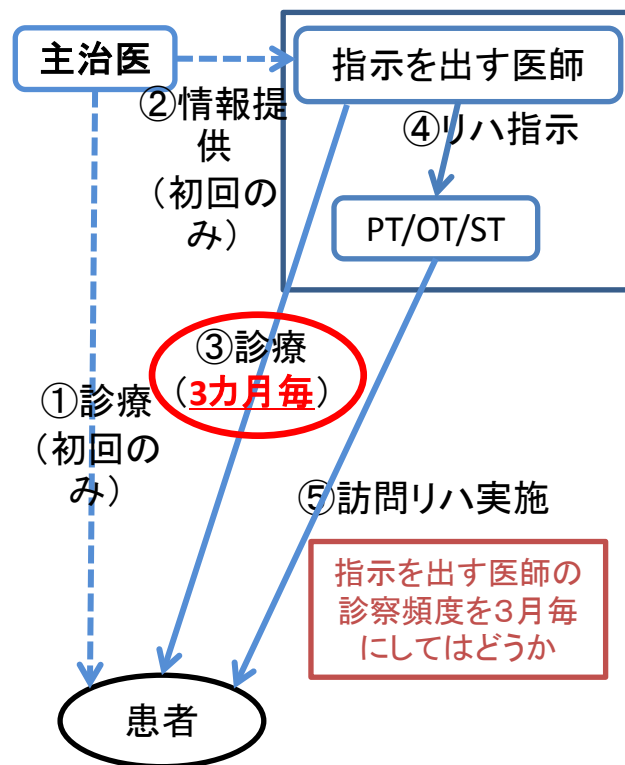 主治医
指示を出す医師
②情報提
供
（初回の
み）
④リハ指示
PT/OT/ST
③診療
（3カ月毎）
①診療
（初回の
み）
⑤訪問リハ実施
指示を出す医師の
診察頻度を３月毎
にしてはどうか
患者